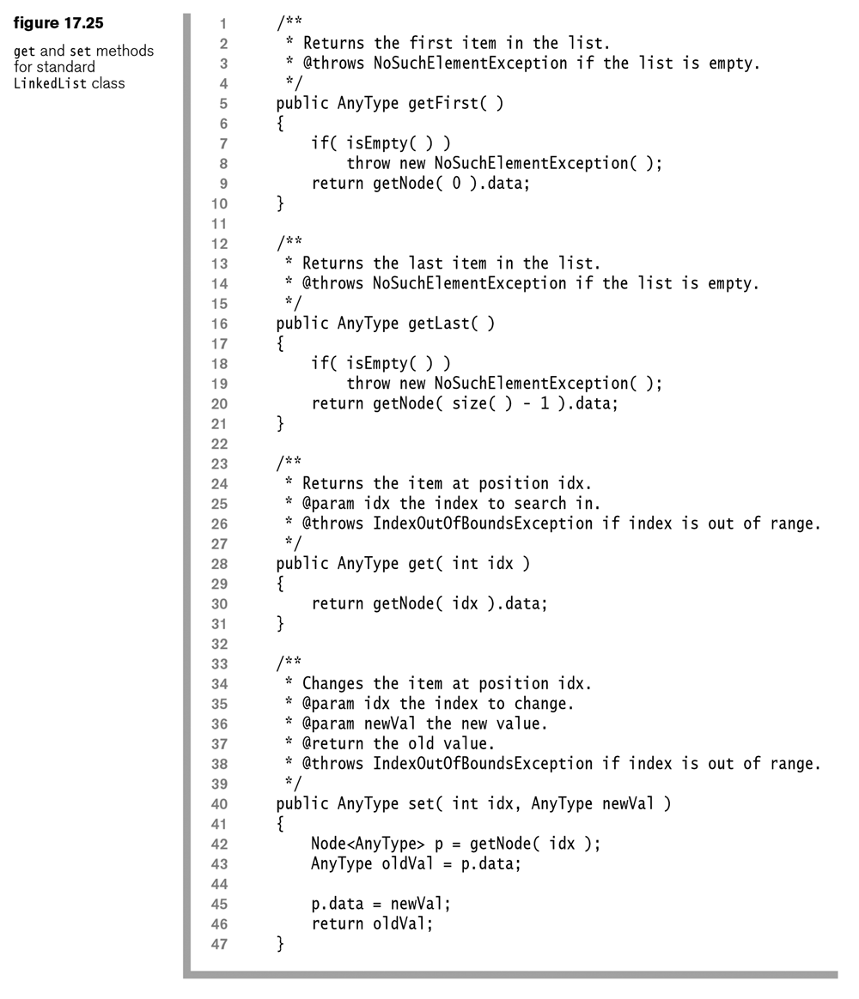 figure 17.25
get and set methods
for standard
LinkedList class
1 /**
2 * Returns the first item in the list.
3 * @throws NoSuchElementException if the list is empty.
4 */
5 public AnyType getFirst( )
6 {
7 if( isEmpty( ) )
8 throw new NoSuchElementException( );
9 return getNode( 0 ).data;
10 }
11
12 /**
13 * Returns the last item in the list.
14 * @throws NoSuchElementException if the list is empty.
15 */
16 public AnyType getLast( )
17 {
18 if( isEmpty( ) )
19 throw new NoSuchElementException( );
20 return getNode( size( ) - 1 ).data;
21 }
22
23 /**
24 * Returns the item at position idx.
25 * @param idx the index to search in.
26 * @throws IndexOutOfBoundsException if index is out of range.
27 */
28 public AnyType get( int idx )
29 {
30 return getNode( idx ).data;
31 }
32
33 /**
34 * Changes the item at position idx.
35 * @param idx the index to change.
36 * @param newVal the new value.
37 * @return the old value.
38 * @throws IndexOutOfBoundsException if index is out of range.
39 */
40 public AnyType set( int idx, AnyType newVal )
41 {
42 Node<AnyType> p = getNode( idx );
43 AnyType oldVal = p.data;
44
45 p.data = newVal;
46 return oldVal;
47 }